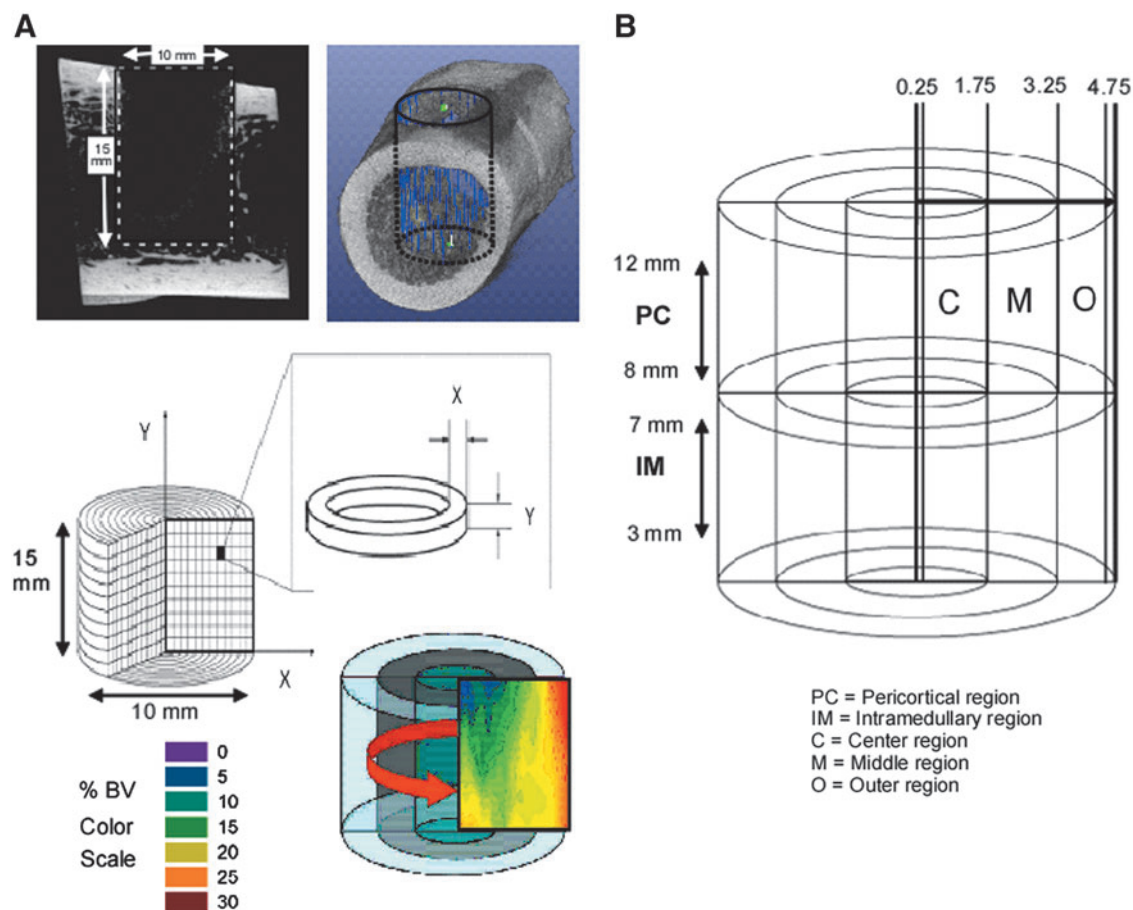 A
10 mm
15
mm
B
0.25 1.75 3.25 4.75
12 mm
PC
8 mm
C M O
7 mm
IM
3 mm
X
Y
Y
15
mm
X
10 mm
% BV
Color
Scale
0
5
10
15
20
25
30
PC = Pericortical region
IM = Intramedullary region
C = Center region
M = Middle region
O = Outer region